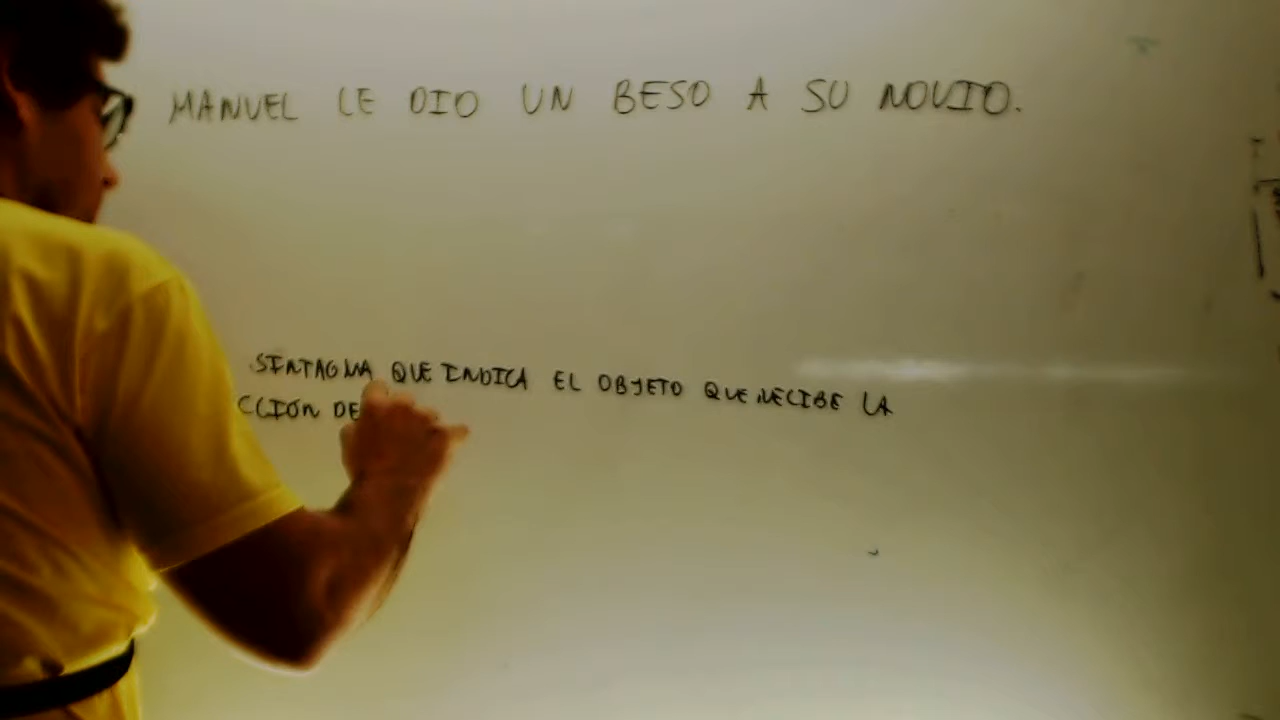 MANUEL LE DIO UN BESO A SU NOVIO.
SINTAGMA QUE INDICA EL OBJETO QUE RECIBE LA
CCIÓN DE